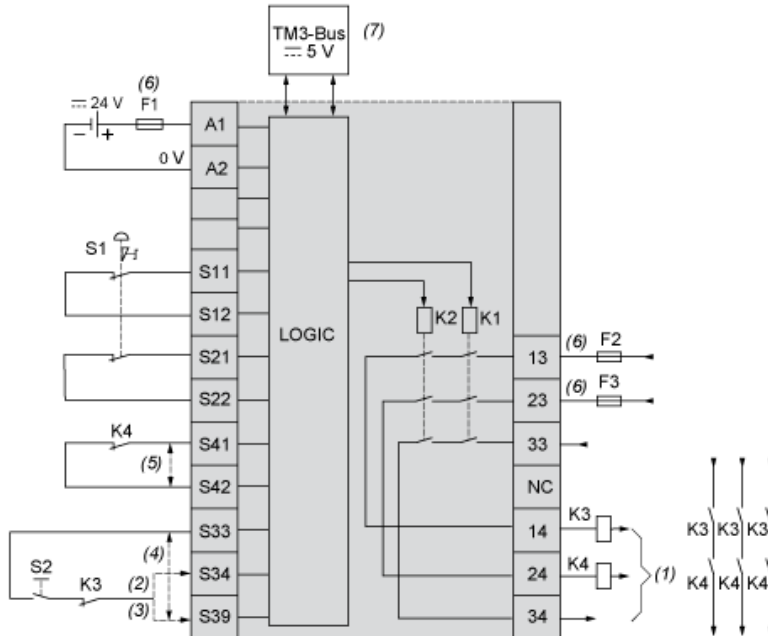 TM3-Bus
5 V
(7)
(6)
24 V
F1
- +
0 V
A1
A2
S1
S11
S12
S21
S22
K4
(5)
S41
S42
(4)
S33
S2
K3
(2)
(3)
S34
S39
LOGIC
K2
K1
13
(6)
F2
23
(6)
F3
33
NC
14
K3
24
K4
34
(1)
K3
K3
K3
K4
K4
K4